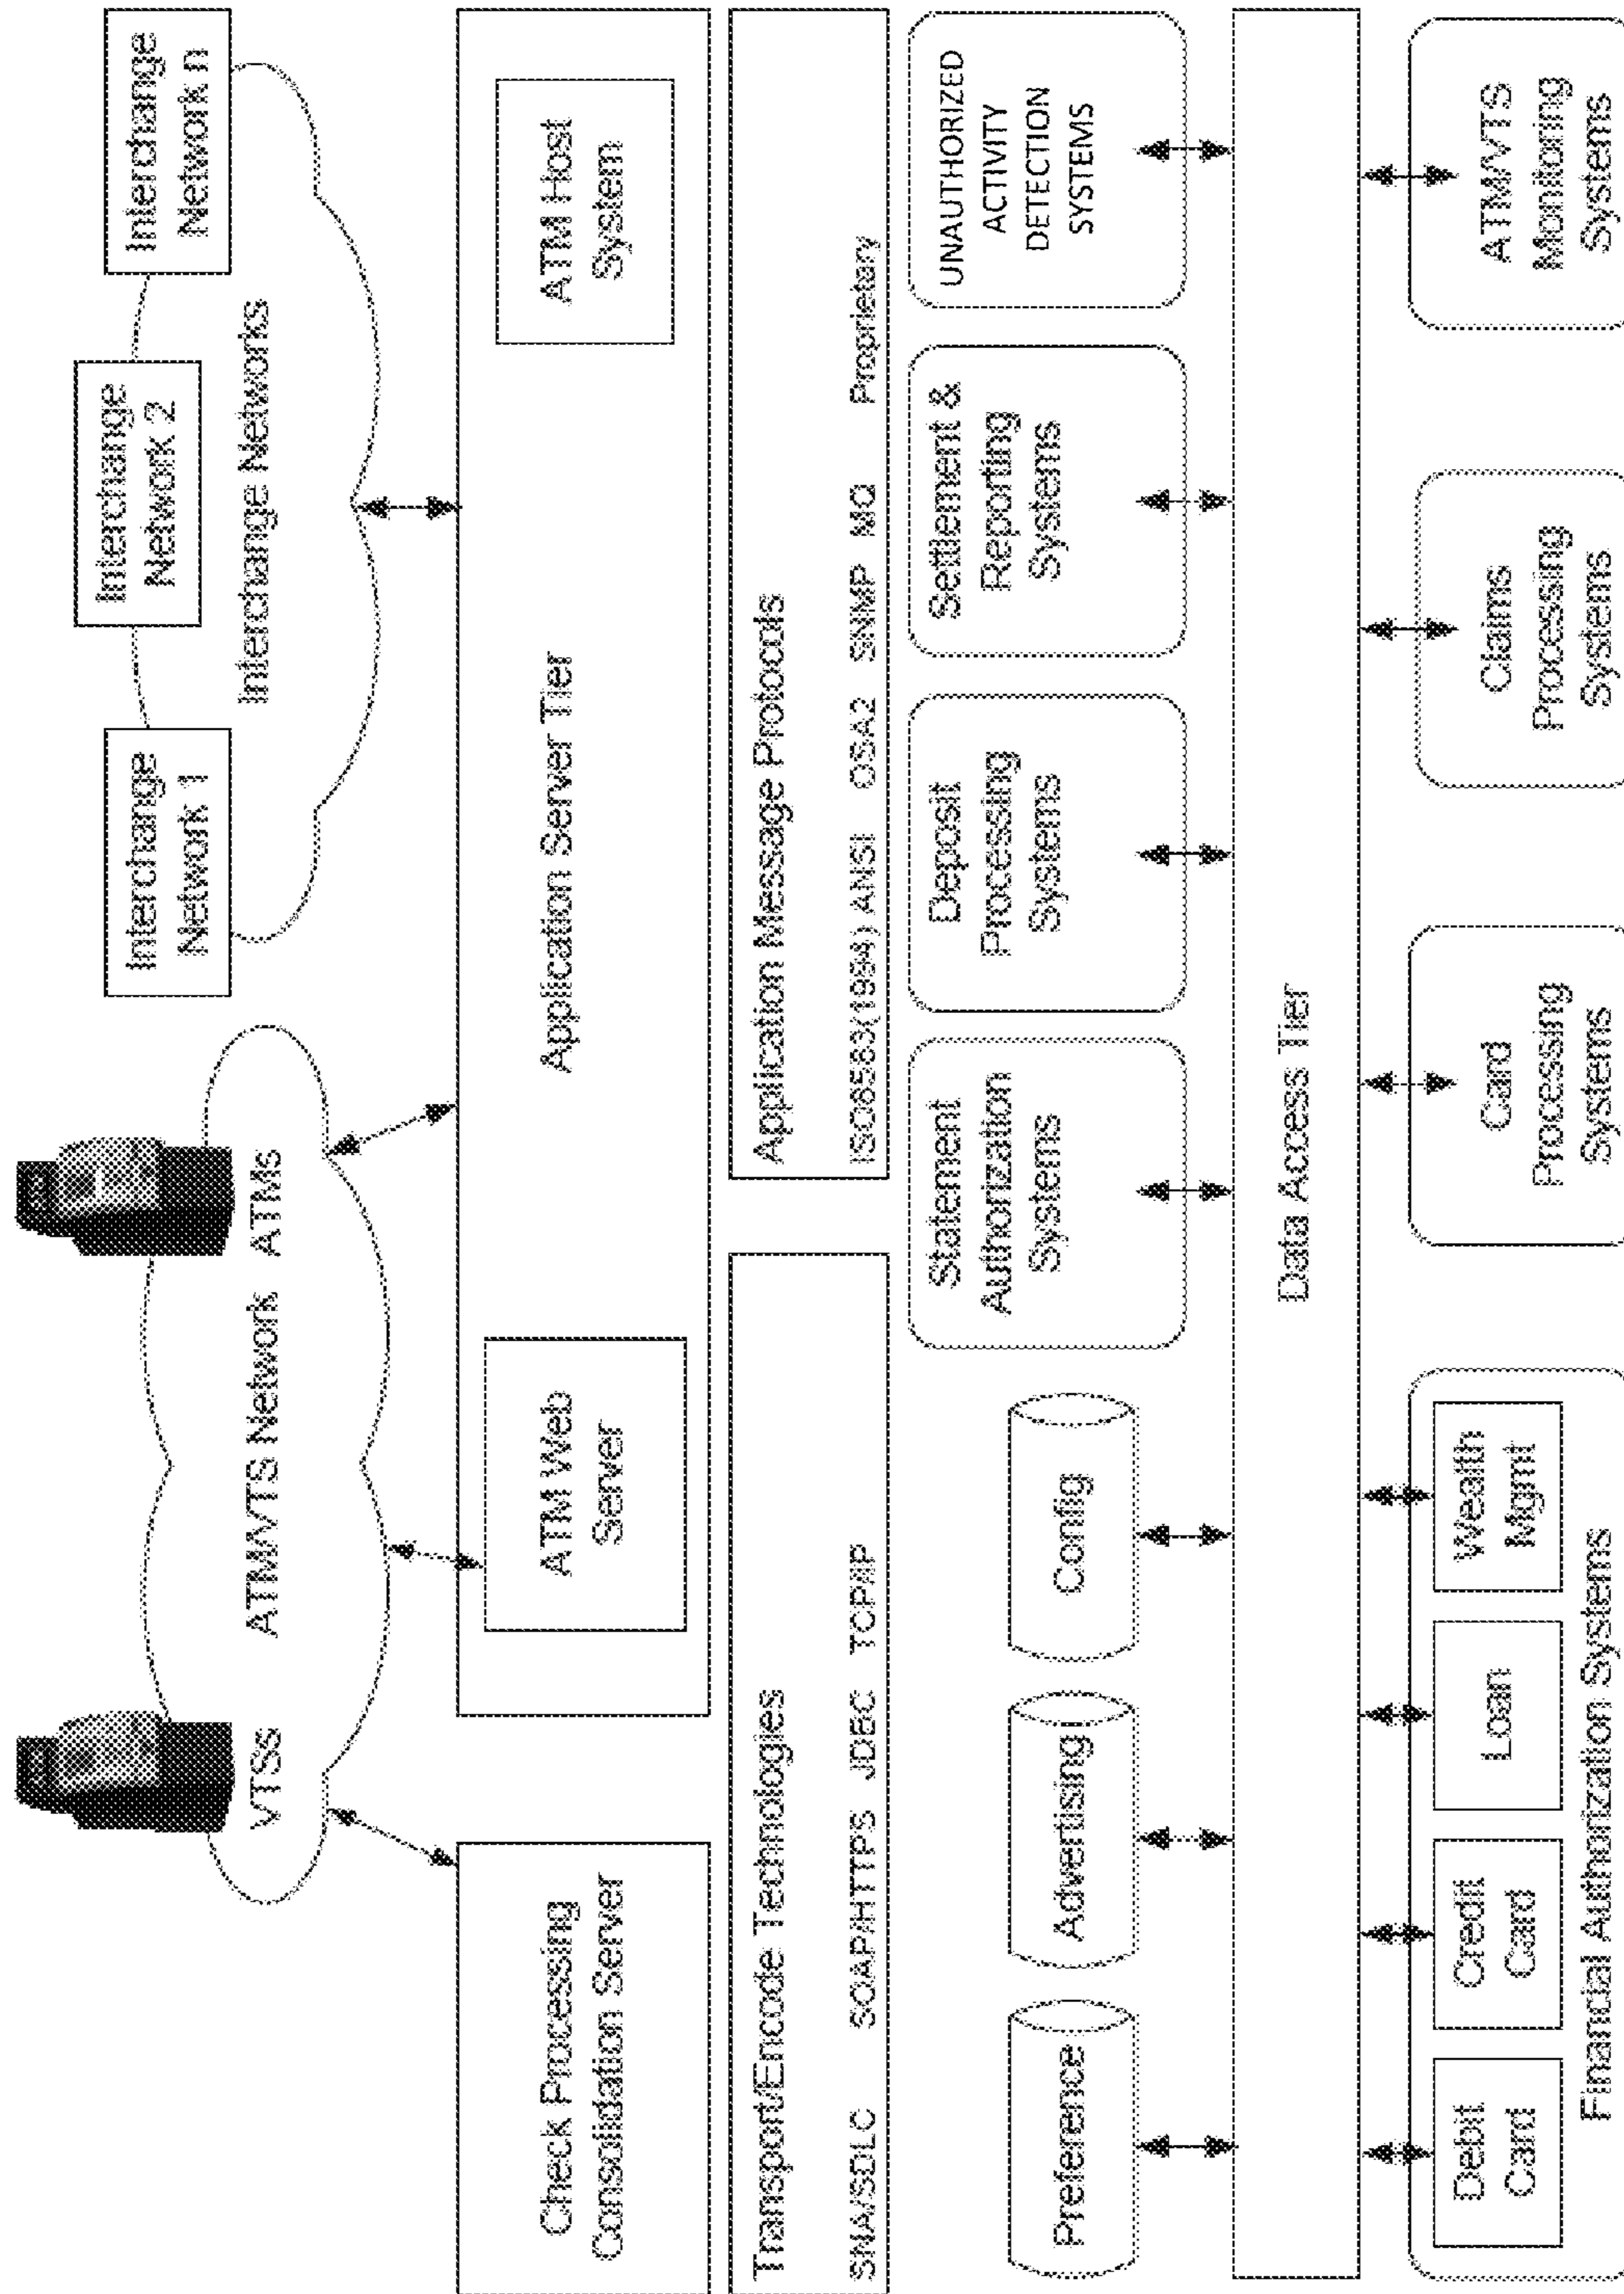 VTSs
ATM/VTS Network
ATMs
Interchange
Network 1
Interchange
Network 2
Interchange
Network n
Interchange Networks
Check Processing
Consolidation Server
ATM Web
Server
Application Server Tier
ATM Host
System
Transport/Encode Technologies
SNA/SDLC SOAP/HTTPS JDBC TCP/IP
Application Message Protocols
ISO8583(1984) ANSI OSA2 SNMP MQ Proprietary
Preference
Advertising
Config
Statement
Authorization
Systems
Deposit
Processing
Systems
Settlement &
Reporting
Systems
UNAUTHORIZED
ACTIVITY
DETECTION
SYSTEMS
Data Access Tier
Debit
Card
Credit
Card
Loan
Wealth
Mgmt
Financial Authorization Systems
Card
Processing
Systems
Claims
Processing
Systems
ATM/VTS
Monitoring
Systems